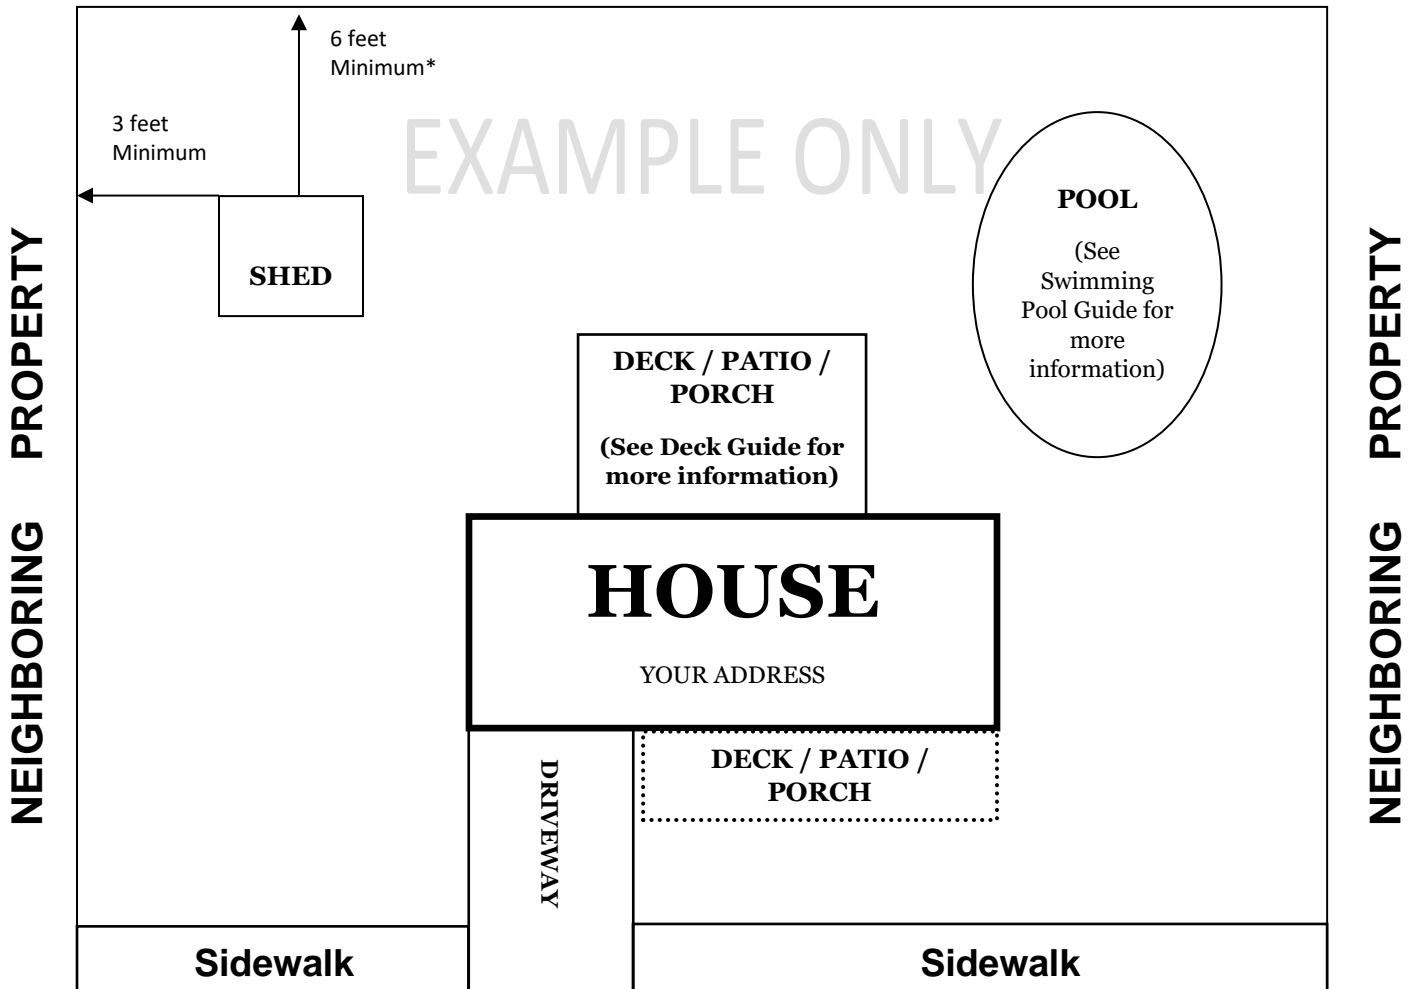 6 feet
Minimum*
3 feet
Minimum
EXAMPLE ONLY
POOL
(See
Swimming
Pool Guide for
more
information)
SHED
DECK / PATIO /
PORCH
(See Deck Guide for
more information)
NEIGHBORING PROPERTY
NEIGHBORING PROPERTY
HOUSE
YOUR ADDRESS
DECK / PATIO /
PORCH
DRIVEWAY
Sidewalk
Sidewalk